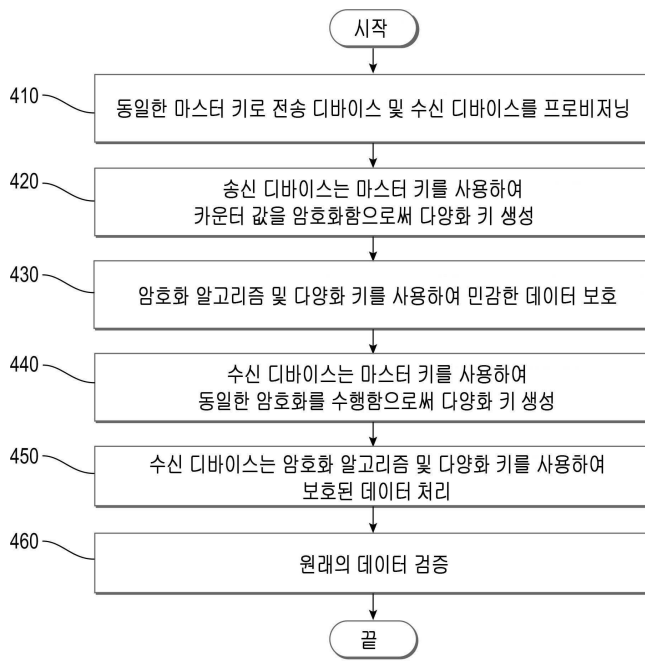 시작
410
동일한 마스터 키로 전송 디바이스 및 수신 디바이스를 프로비저닝
420
송신 디바이스는 마스터 키를 사용하여
카운터 값을 암호화함으로써 다양화 키 생성
430
암호화 알고리즘 및 다양화 키를 사용하여 민감한 데이터 보호
440
수신 디바이스는 마스터 키를 사용하여
동일한 암호화를 수행함으로써 다양화 키 생성
450
수신 디바이스는 암호화 알고리즘 및 다양화 키를 사용하여
보호된 데이터 처리
460
원래의 데이터 검증
끝